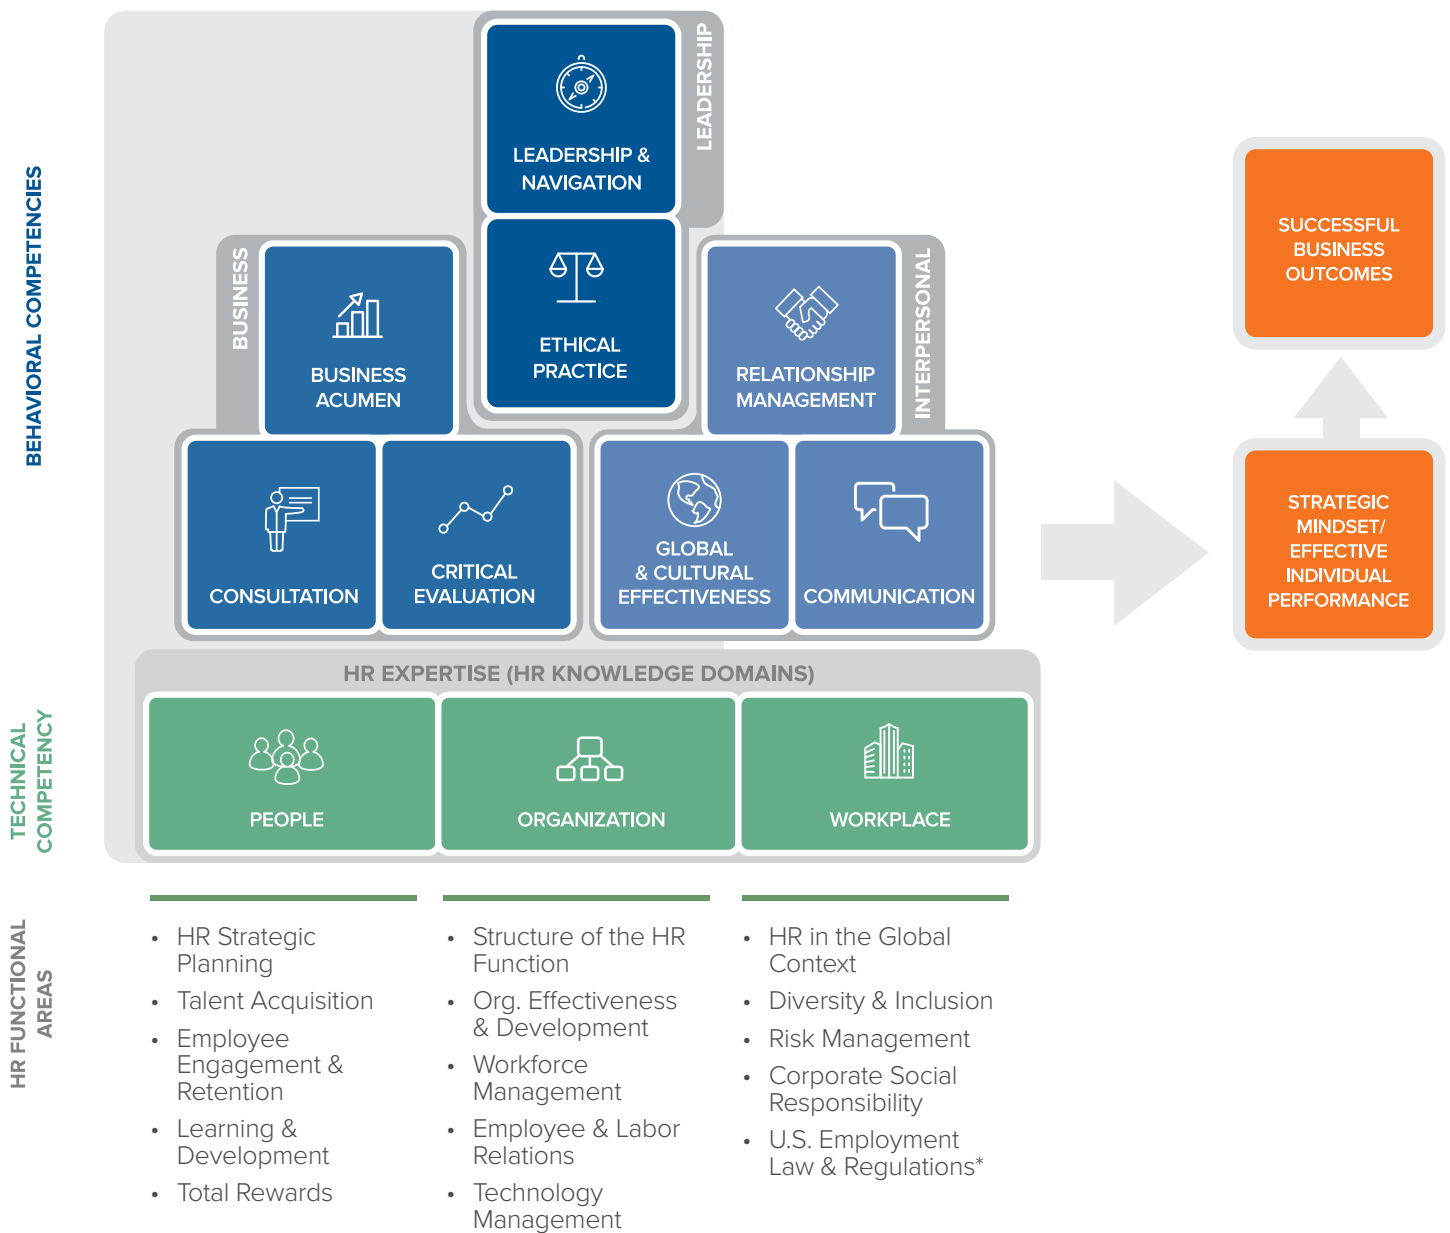 BEHAVIORAL COMPETENCIES
LEADERSHIP
LEADERSHIP &
NAVIGATION
ETHICAL
PRACTICE
BUSINESS
BUSINESS
ACUMEN
CONSULTATION
CRITICAL
EVALUATION
INTERPERSONAL
RELATIONSHIP
MANAGEMENT
GLOBAL
& CULTURAL
EFFECTIVENESS
COMMUNICATION
SUCCESSFUL
BUSINESS
OUTCOMES
STRATEGIC
MINDSET/
EFFECTIVE
INDIVIDUAL
PERFORMANCE
TECHNICAL
COMPETENCY
HR EXPERTISE (HR KNOWLEDGE DOMAINS)
PEOPLE
ORGANIZATION
WORKPLACE
HR FUNCTIONAL
AREAS
• HR Strategic
Planning
• Talent Acquisition
• Employee
Engagement &
Retention
• Learning &
Development
• Total Rewards
• Structure of the HR
Function
• Org. Effectiveness
& Development
• Workforce
Management
• Employee & Labor
Relations
• Technology
Management
• HR in the Global
Context
• Diversity & Inclusion
• Risk Management
• Corporate Social
Responsibility
• U.S. Employment
Law & Regulations*